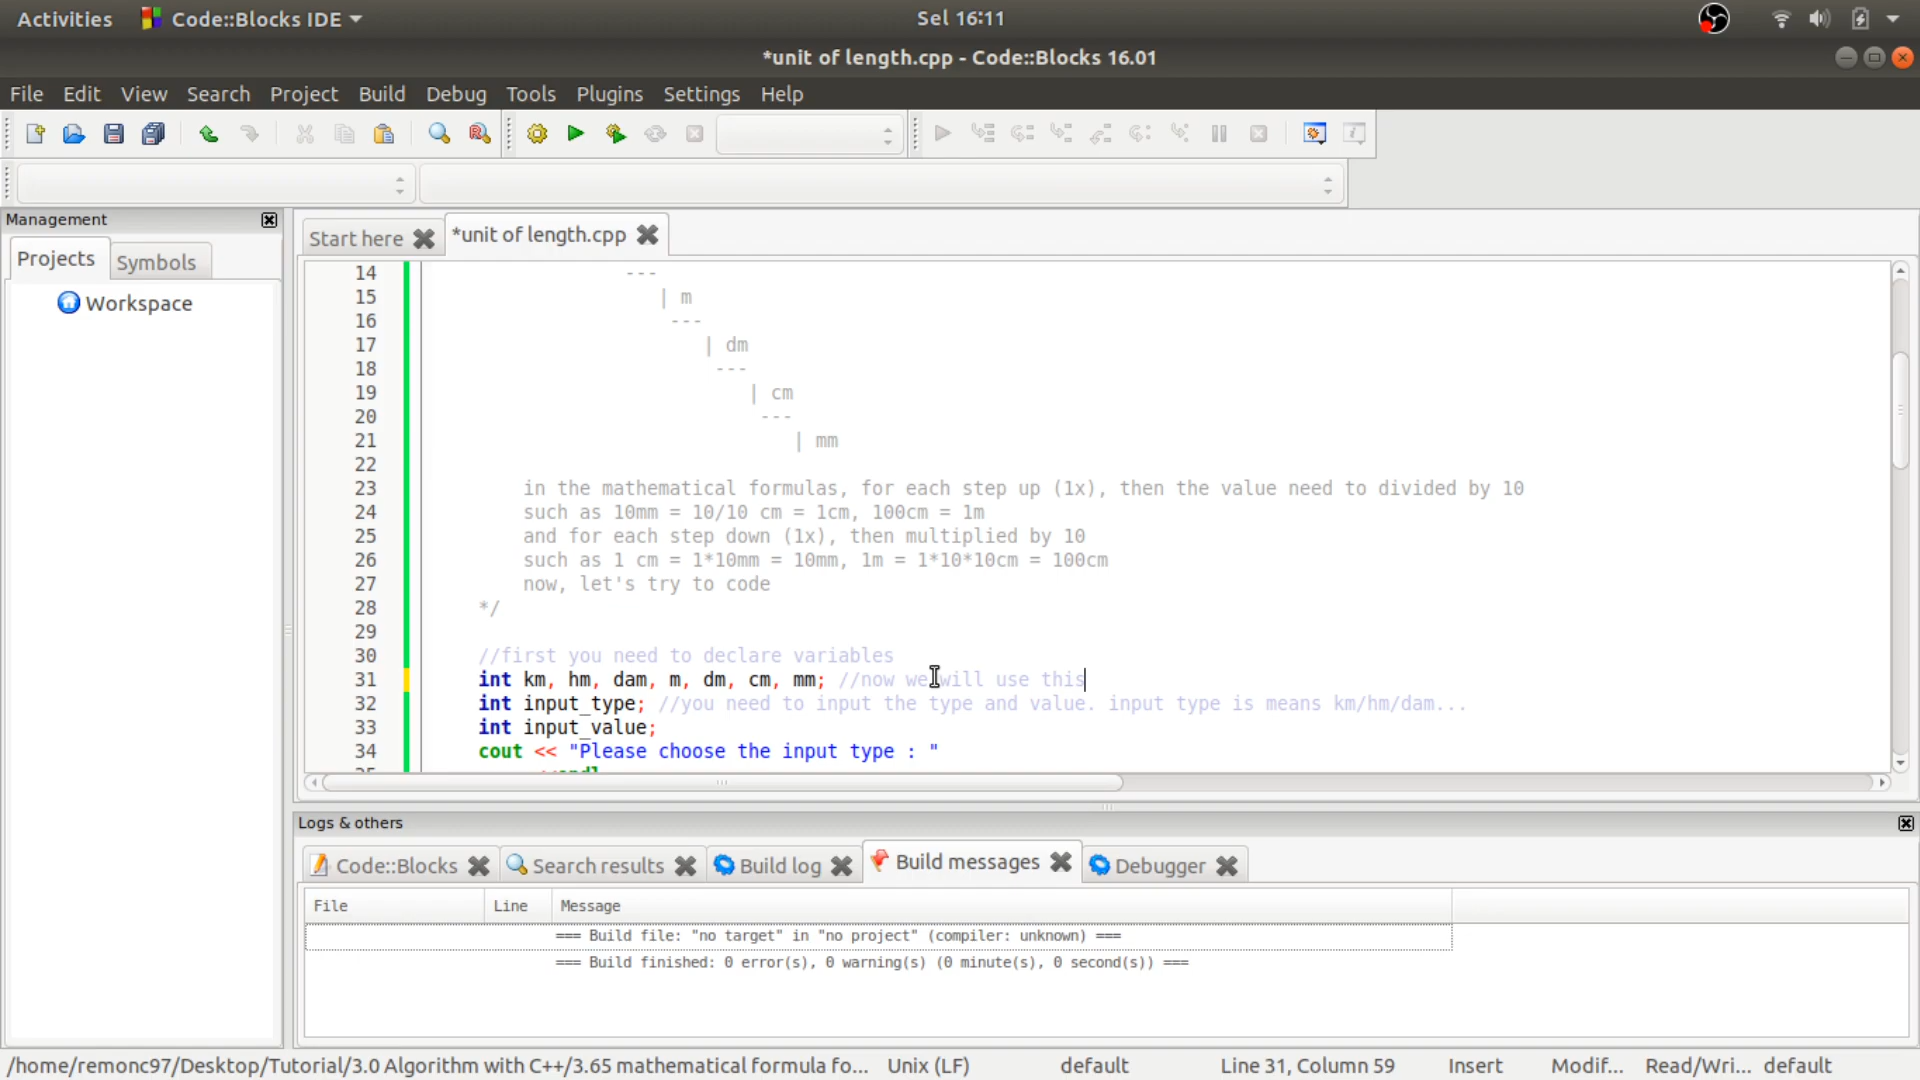 Activities Code::Blocks IDE Sel 16:11
*unit of length.cpp - Code::Blocks 16.01
File Edit View Search Project Build Debug Tools Plugins Settings Help
Management
Projects Symbols
Workspace
Start here *unit of length.cpp
14 ---
15 | m
16 ---
17 | dm
18 ---
19 | cm
20 ---
21 | mm
22
23 in the mathematical formulas, for each step up (1x), then the value need to divided by 10
24 such as 10mm = 10/10 cm = 1cm, 100cm = 1m
25 and for each step down (1x), then multiplied by 10
26 such as 1 cm = 1*10mm = 10mm, 1m = 1*10*10cm = 100cm
27 now, let's try to code
28 */
29
30 //first you need to declare variables
31 int km, hm, dam, m, dm, cm, mm; //now we will use this
32 int input_type; //you need to input the type and value. input type is means km/hm/dam...
33 int input_value;
34 cout << "Please choose the input type : "
Logs & others
Code::Blocks Search results Build log Build messages Debugger
File Line Message
=== Build file: "no target" in "no project" (compiler: unknown) ===
=== Build finished: 0 error(s), 0 warning(s) (0 minute(s), 0 second(s)) ===
/home/remonc97/Desktop/Tutorial/3.0 Algorithm with C++/3.65 mathematical formula fo... Unix (LF) default Line 31, Column 59 Insert Modif... Read/Wri... default